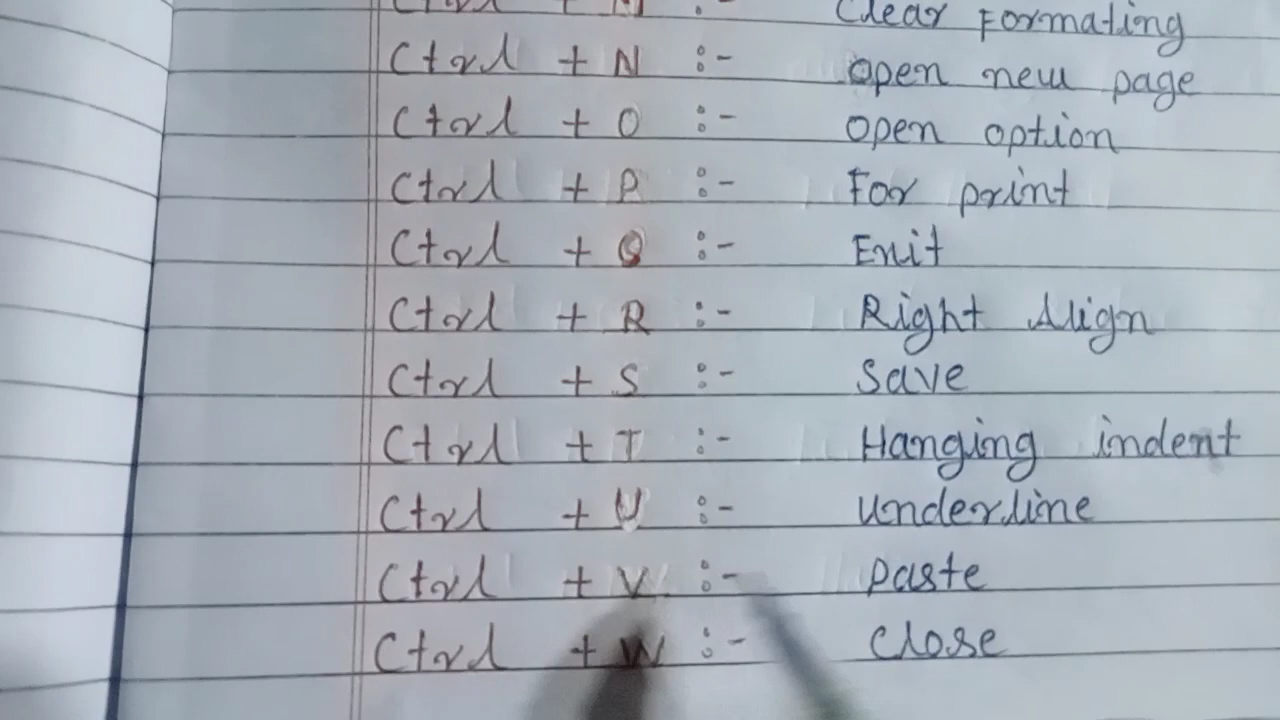 Ctrl + M :- Clear Formating
Ctrl + N :- open new page
Ctrl + O :- open option
Ctrl + P :- For print
Ctrl + Q :- Exit
Ctrl + R :- Right Align
Ctrl + S :- Save
Ctrl + T :- Hanging indent
Ctrl + U :- Underline
Ctrl + V :- paste
Ctrl + W :- Close